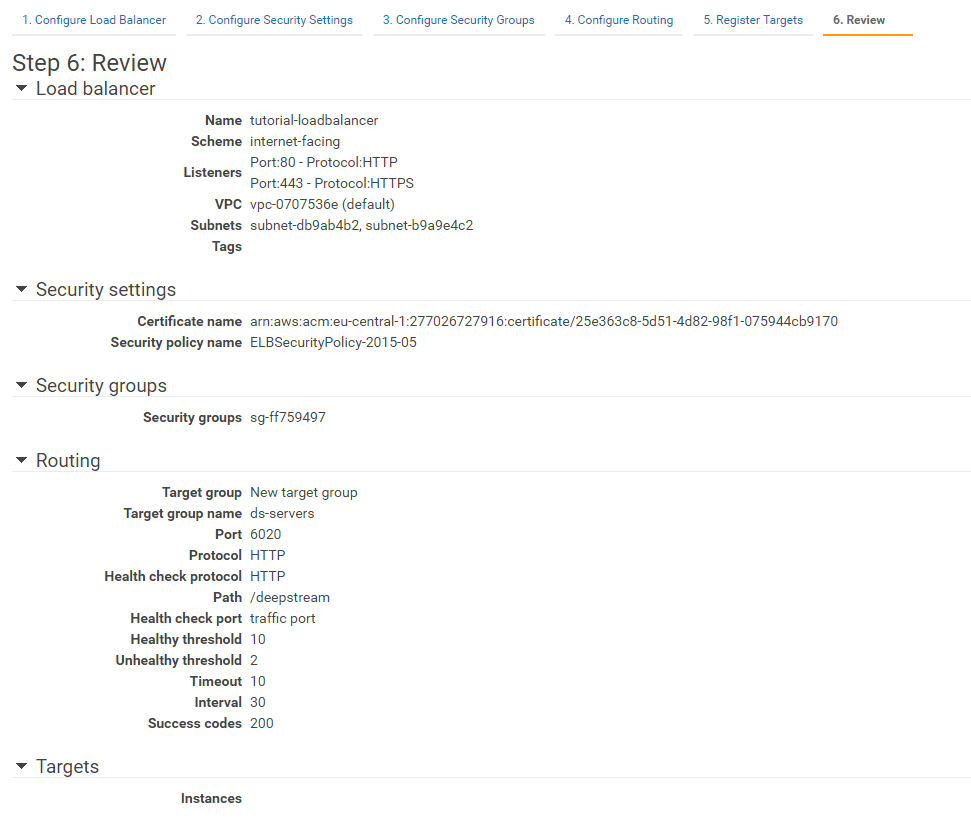 1. Configure Load Balancer 2. Configure Security Settings 3. Configure Security Groups 4. Configure Routing 5. Register Targets 6. Review
Step 6: Review
Load balancer
Name tutorial-loadbalancer
Scheme internet-facing
Listeners Port:80 - Protocol:HTTP
Port:443 - Protocol:HTTPS
VPC vpc-0707536e (default)
Subnets subnet-db9ab4b2, subnet-b9a9e4c2
Tags
Security settings
Certificate name arn:aws:acm:eu-central-1:277026727916:certificate/25e363c8-5d51-4d82-98f1-075944cb9170
Security policy name ELBSecurityPolicy-2015-05
Security groups
Security groups sg-ff759497
Routing
Target group New target group
Target group name ds-servers
Port 6020
Protocol HTTP
Health check protocol HTTP
Path /deepstream
Health check port traffic port
Healthy threshold 10
Unhealthy threshold 2
Timeout 10
Interval 30
Success codes 200
Targets
Instances